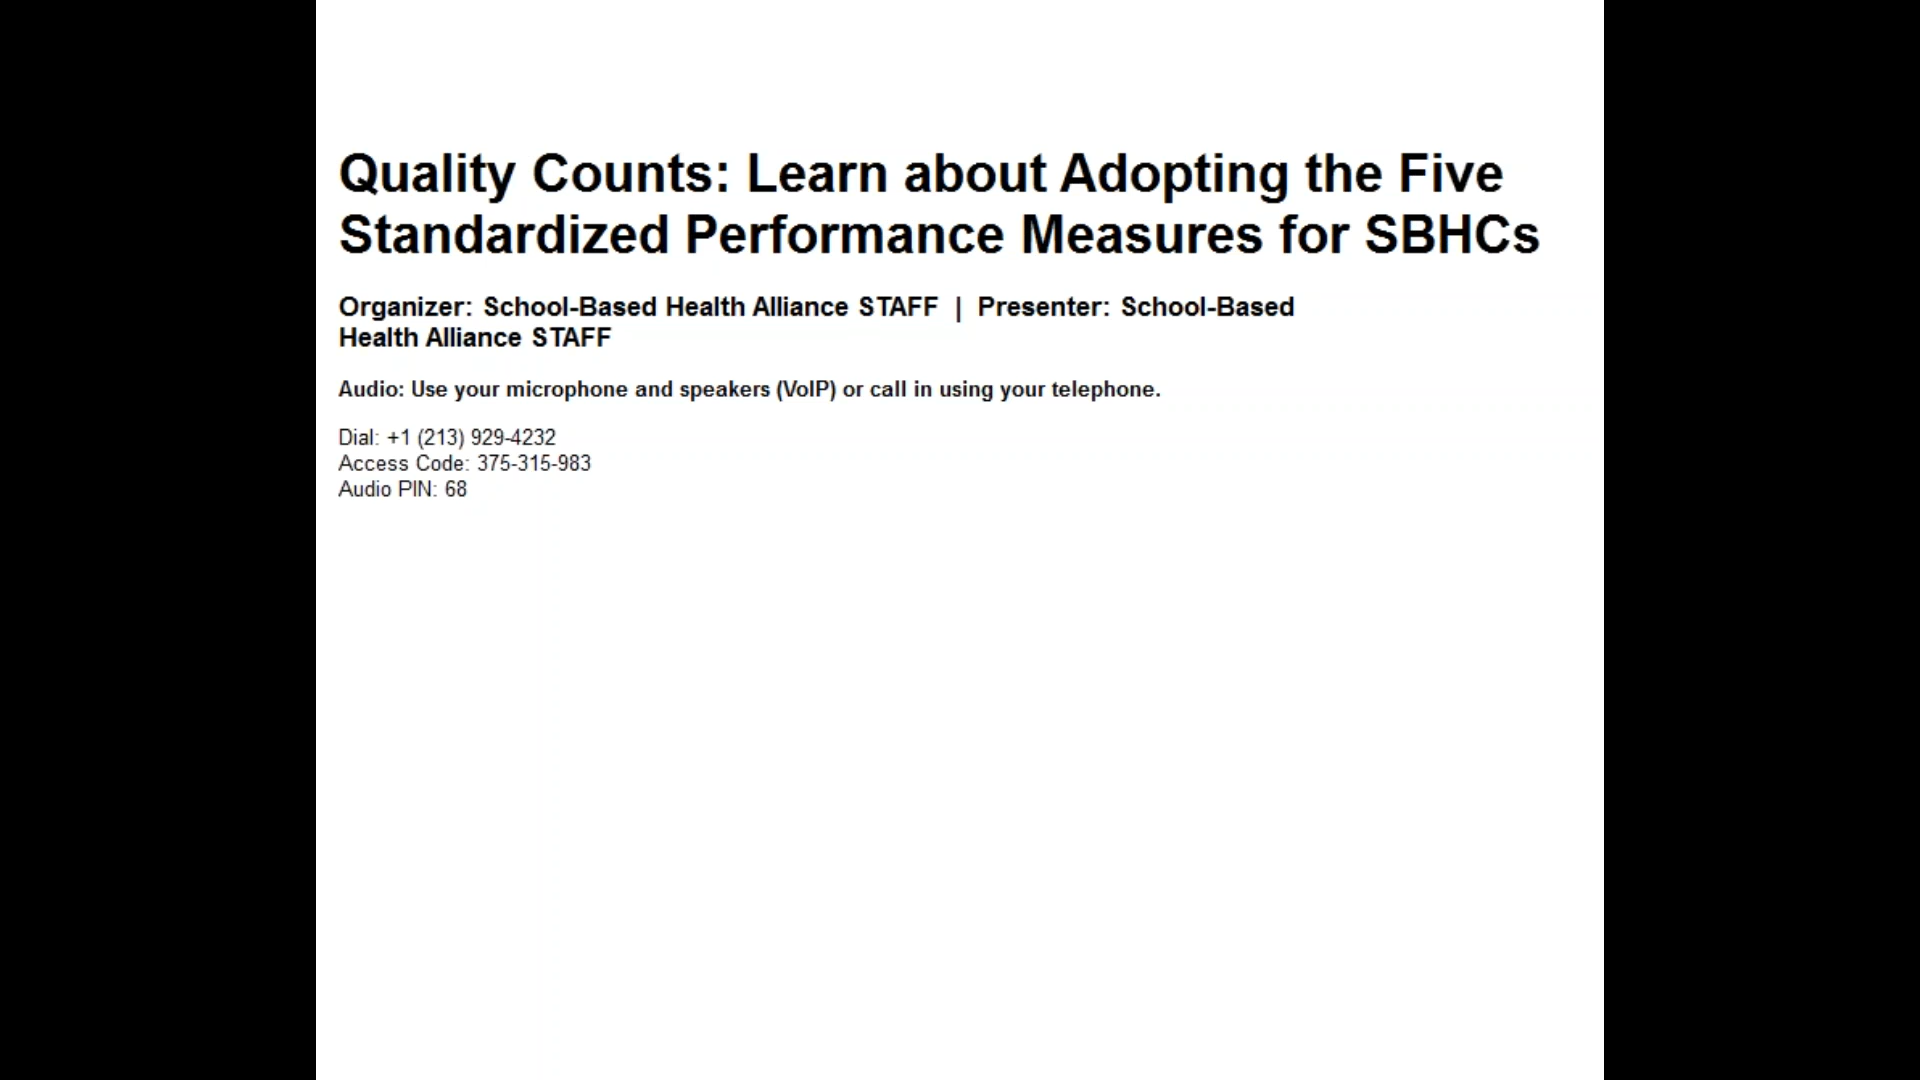 Quality Counts: Learn about Adopting the Five
Standardized Performance Measures for SBHCs
Organizer: School-Based Health Alliance STAFF | Presenter: School-Based
Health Alliance STAFF
Audio: Use your microphone and speakers (VoIP) or call in using your telephone.
Dial: +1 (213) 929-4232
Access Code: 375-315-983
Audio PIN: 68